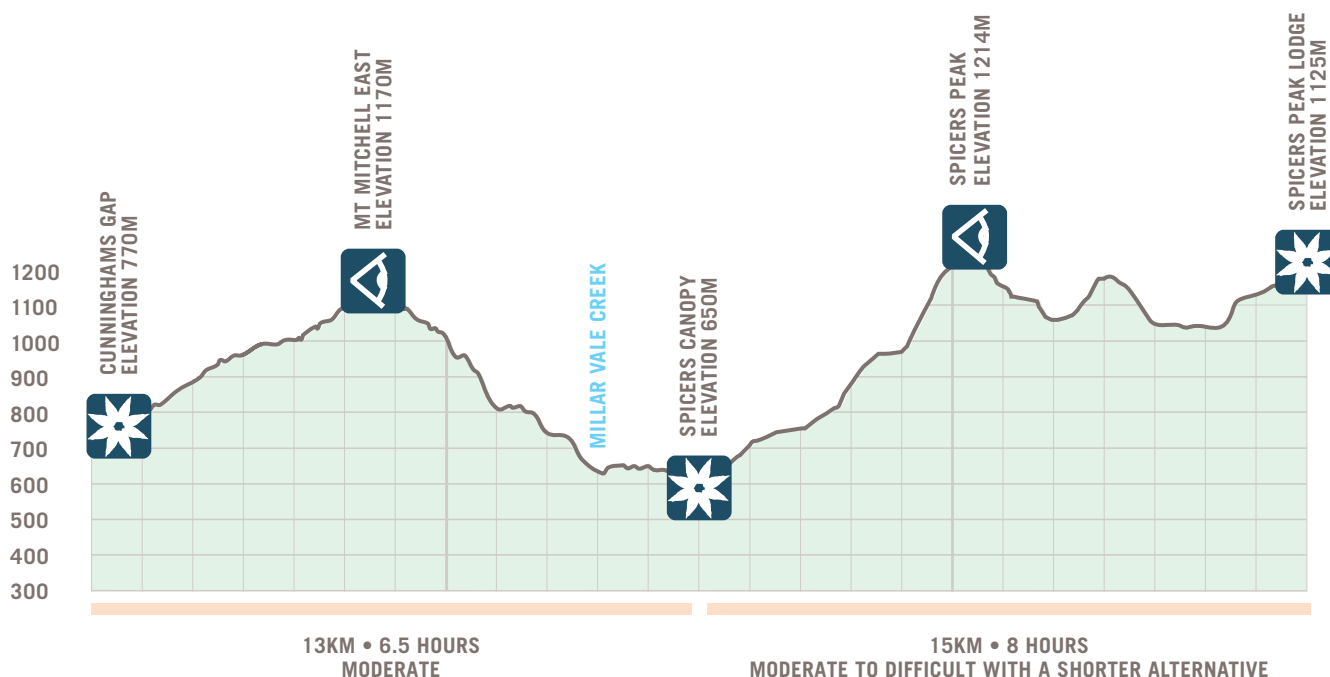 CUNNINGHAMS GAP
ELEVATION 770M
MT MITCHELL EAST
ELEVATION 1170M
MILLAR VALE CREEK
SPICERS CANOPY
ELEVATION 650M
SPICERS PEAK
ELEVATION 1214M
SPICERS PEAK LODGE
ELEVATION 1125M
1200
1100
1000
900
800
700
600
500
400
300
13KM • 6.5 HOURS
MODERATE
15KM • 8 HOURS
MODERATE TO DIFFICULT WITH A SHORTER ALTERNATIVE